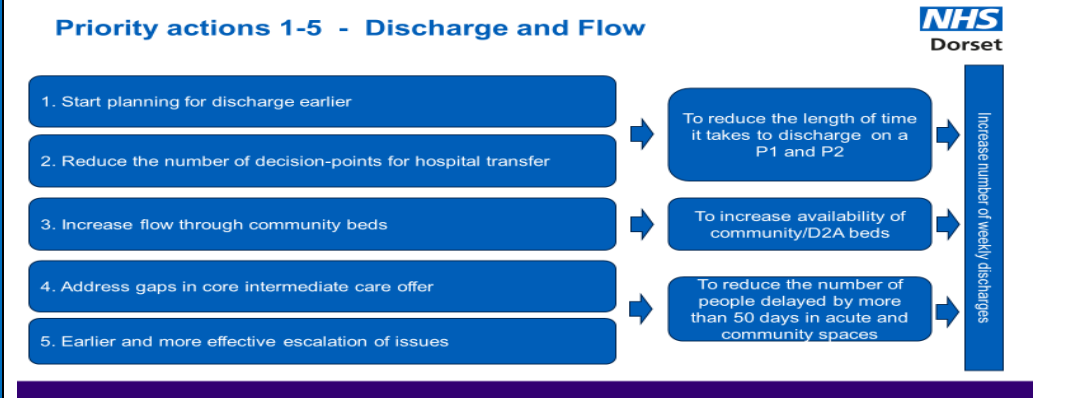 Priority actions 1-5 - Discharge and Flow
NHS
Dorset
1. Start planning for discharge earlier
2. Reduce the number of decision-points for hospital transfer
To reduce the length of time
it takes to discharge on a
P1 and P2
3. Increase flow through community beds
To increase availability of
community/D2A beds
4. Address gaps in core intermediate care offer
5. Earlier and more effective escalation of issues
To reduce the number of
people delayed by more
than 50 days in acute and
community spaces
Increase number of weekly discharges